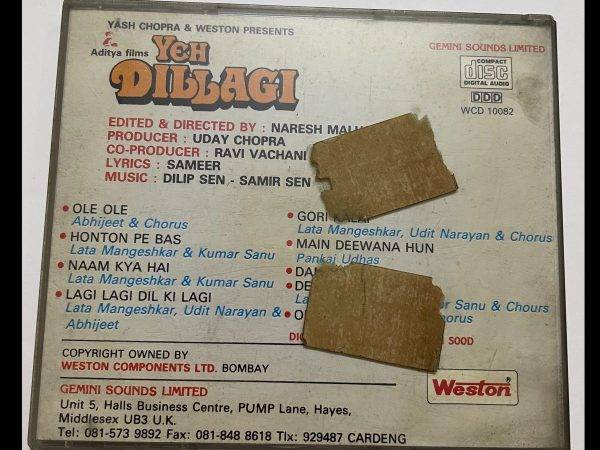 YASH CHOPRA & WESTON PRESENTS
Aditya films
YEH
DILLAGI
GEMINI SOUNDS LIMITED
COMPACT
disc
DIGITAL AUDIO
DDD
WCD 10082
EDITED & DIRECTED BY : NARESH
PRODUCER : UDAY CHOPRA
CO-PRODUCER : RAVI VACHANI
LYRICS : SAMEER
MUSIC : DILIP SEN - SAMIR SEN
• OLE OLE
Abhijeet & Chorus
• HONTON PE BAS
Lata Mangeshkar & Kumar Sanu
• NAAM KYA HAI
Lata Mangeshkar & Kumar Sanu
• LAGI LAGI DIL KI LAGI
Lata Mangeshkar, Udit Narayan &
Abhijeet
• GORI
Lata Mangeshkar, Udit Narayan & Chorus
• MAIN DEEWANA HUN
Pankaj Udhas
Sanu & Chours
SOOD
COPYRIGHT OWNED BY
WESTON COMPONENTS LTD. BOMBAY
Weston
GEMINI SOUNDS LIMITED
Unit 5, Halls Business Centre, PUMP Lane, Hayes,
Middlesex UB3 U.K.
Tel: 081-573 9892 Fax: 081-848 8618 Tlx: 929487 CARDENG